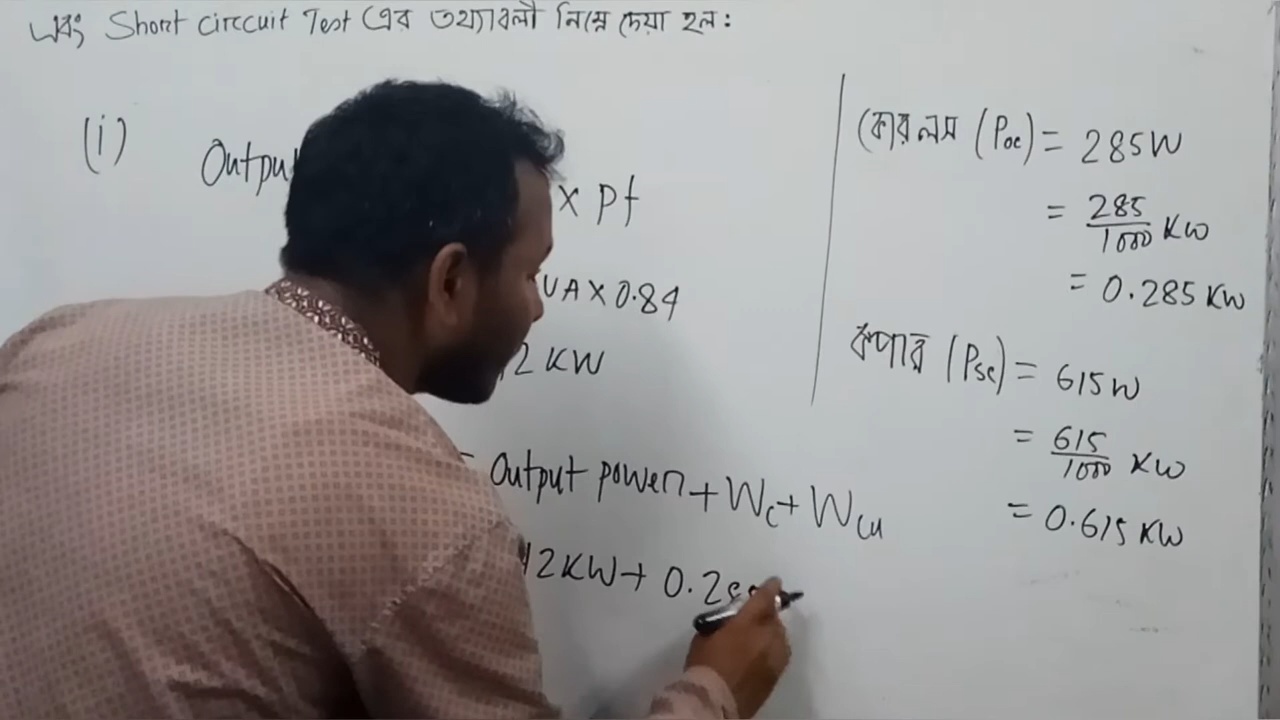 এবং Short circuit Test এর তথ্যাবলী নিম্নে দেয়া হল:
(i)
× Pf
VA × 0.84
2 KW
= Output power + Wc + Wcu
2KW + 0.2
কোর লস (Poc) = 285W
= 285/1000 KW
= 0.285 KW
কপার (Psc) = 615W
= 615/1000 KW
= 0.615 KW